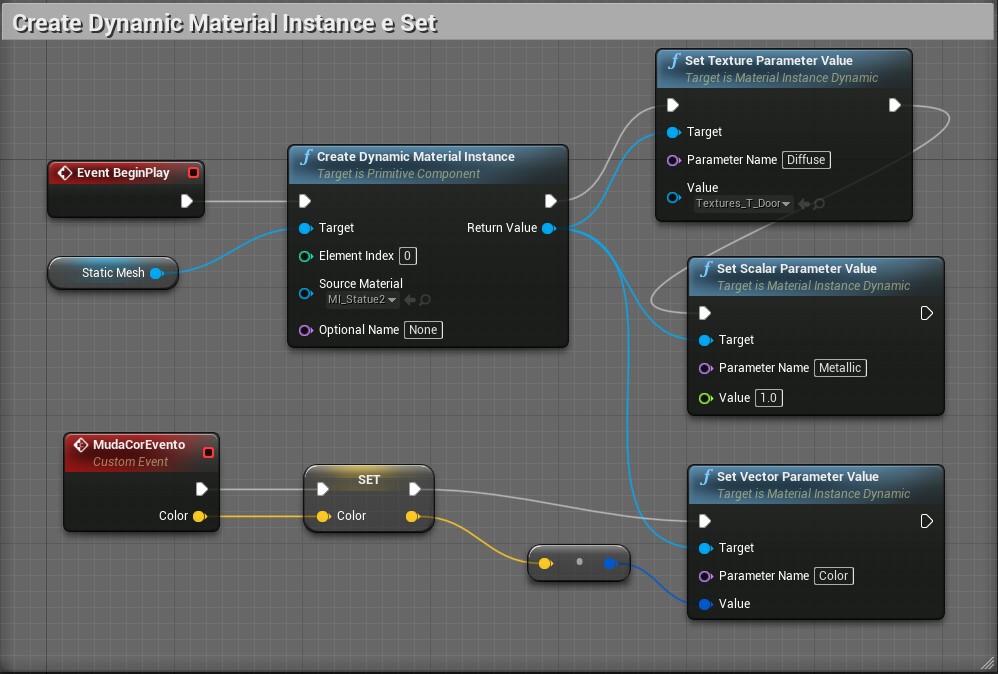 Create Dynamic Material Instance e Set
Event BeginPlay
Static Mesh
Create Dynamic Material Instance
Target is Primitive Component
Target
Return Value
Element Index 0
Source Material
MI_Statue2
Optional Name None
Set Texture Parameter Value
Target is Material Instance Dynamic
Target
Parameter Name Diffuse
Value
Textures_T_Door
Set Scalar Parameter Value
Target is Material Instance Dynamic
Target
Parameter Name Metallic
Value 1.0
MudaCorEvento
Custom Event
Color
SET
Color
Set Vector Parameter Value
Target is Material Instance Dynamic
Target
Parameter Name Color
Value